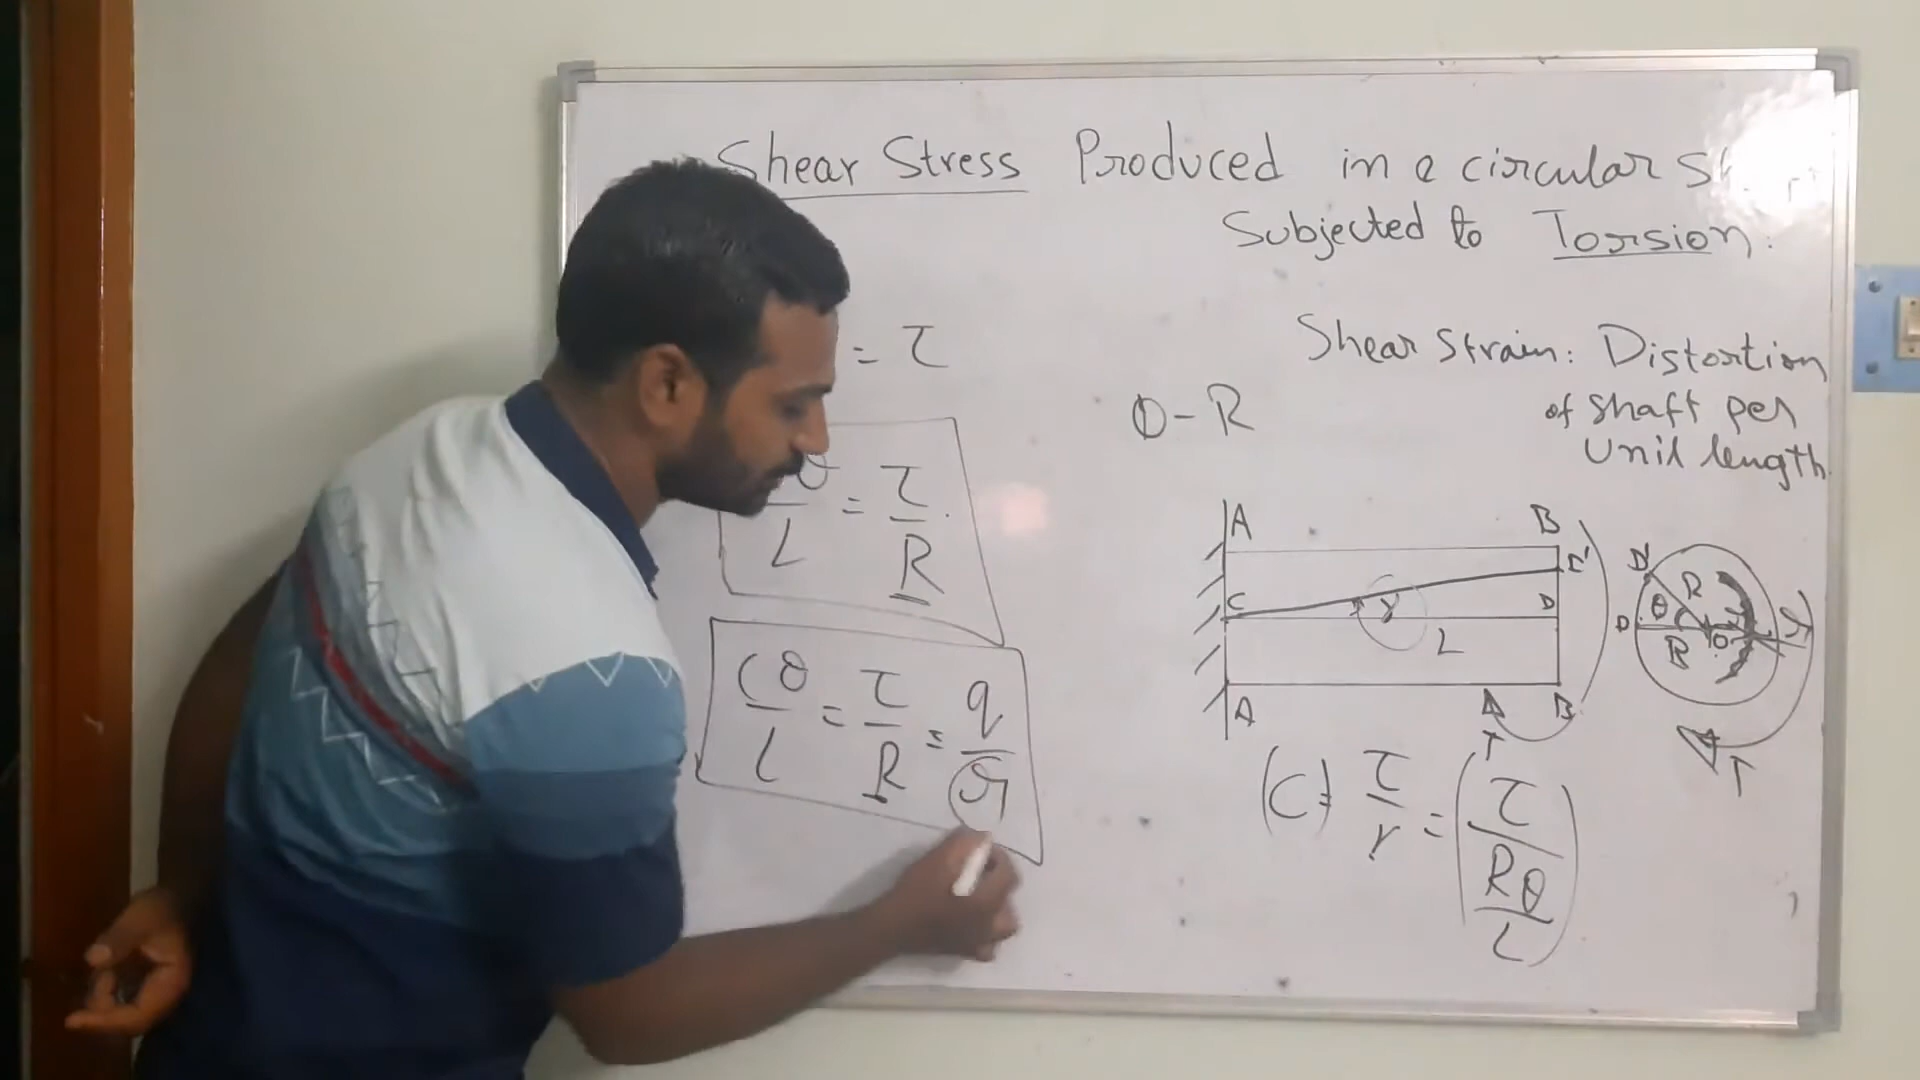 Shear Stress Produced in a circular
Subjected to Torsion:
= τ
Shear Strain: Distortion
of shaft per
Unit length
O-R
θ/L = τ/R
Cθ/L = τ/R = q/r
A B
C' 
C γ D
L
A A B
T
D' R
D θ O r
R
T
(C) = τ/γ = (τ/(Rθ/L))